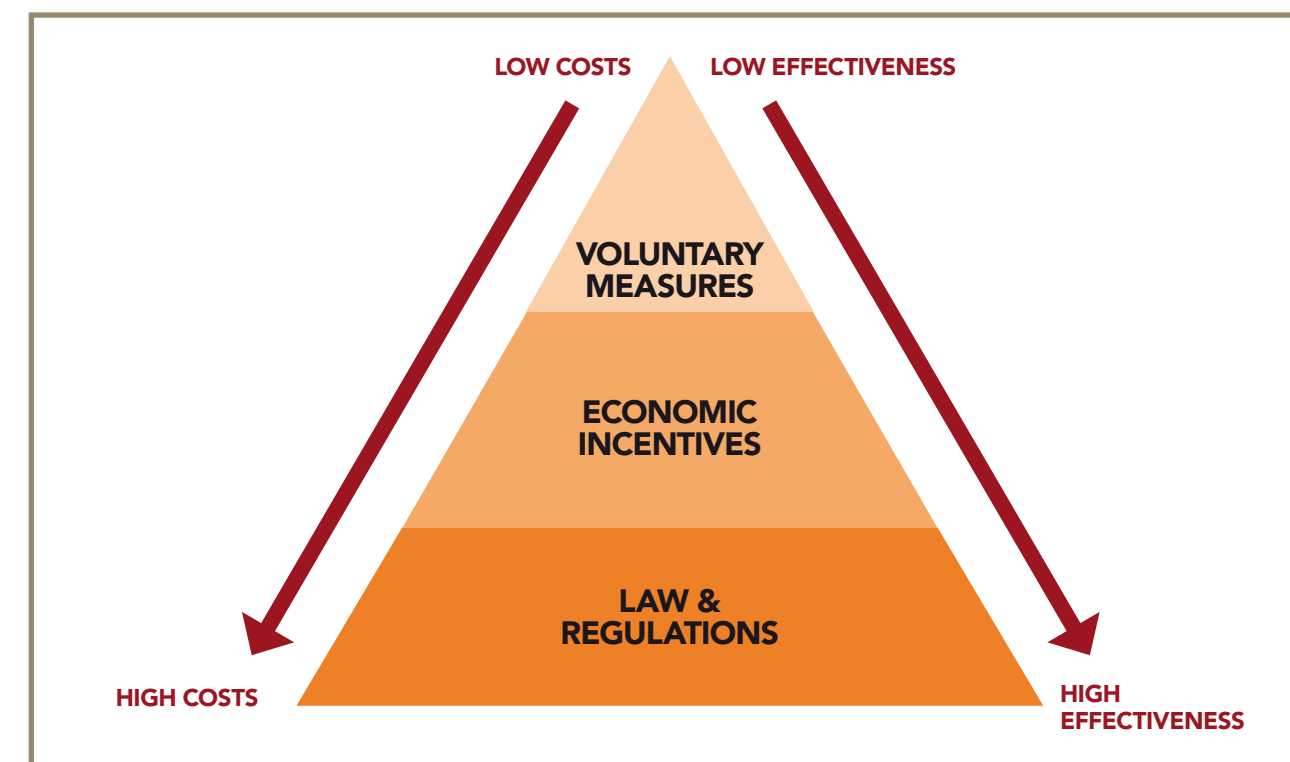 LOW COSTS
LOW EFFECTIVENESS
VOLUNTARY
MEASURES
ECONOMIC
INCENTIVES
LAW &
REGULATIONS
HIGH COSTS
HIGH
EFFECTIVENESS